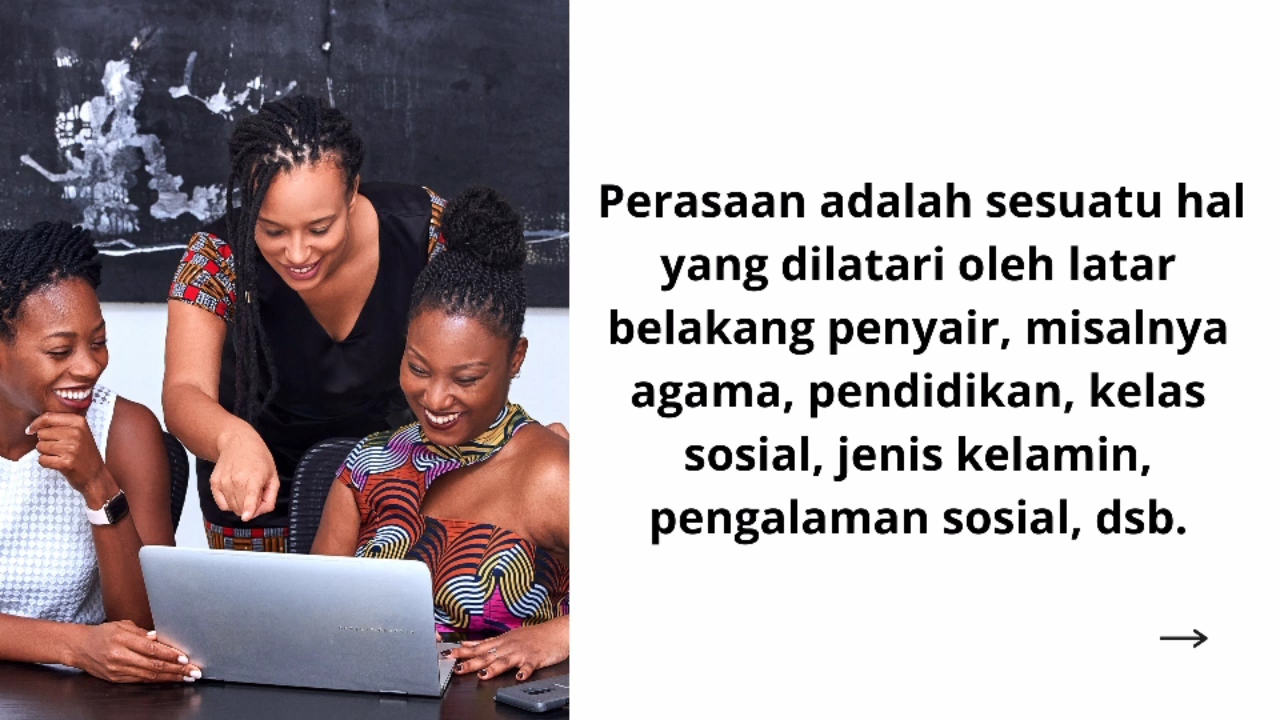 Perasaan adalah sesuatu hal
yang dilatari oleh latar
belakang penyair, misalnya
agama, pendidikan, kelas
sosial, jenis kelamin,
pengalaman sosial, dsb.